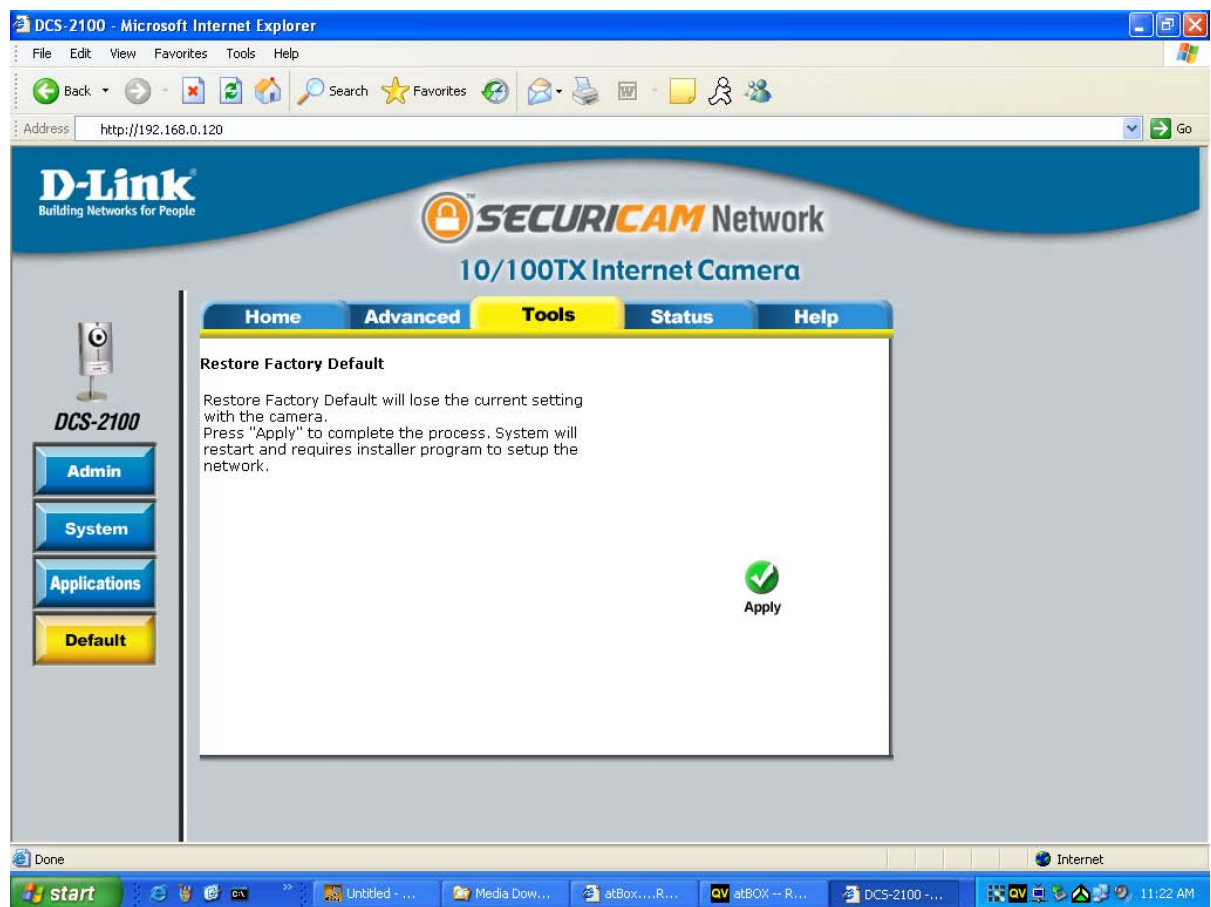 DCS-2100 - Microsoft Internet Explorer
File Edit View Favorites Tools Help
Back Search Favorites
Address http://192.168.0.120 Go
D-Link
Building Networks for People
SECURICAM Network
10/100TX Internet Camera
Home Advanced Tools Status Help
DCS-2100
Admin
System
Applications
Default
Restore Factory Default
Restore Factory Default will lose the current setting
with the camera.
Press "Apply" to complete the process. System will
restart and requires installer program to setup the
network.
Apply
Done Internet
start Untitled - ... Media Dow... atBox....R... QV atBOX -- R... DCS-2100 -... QV 11:22 AM